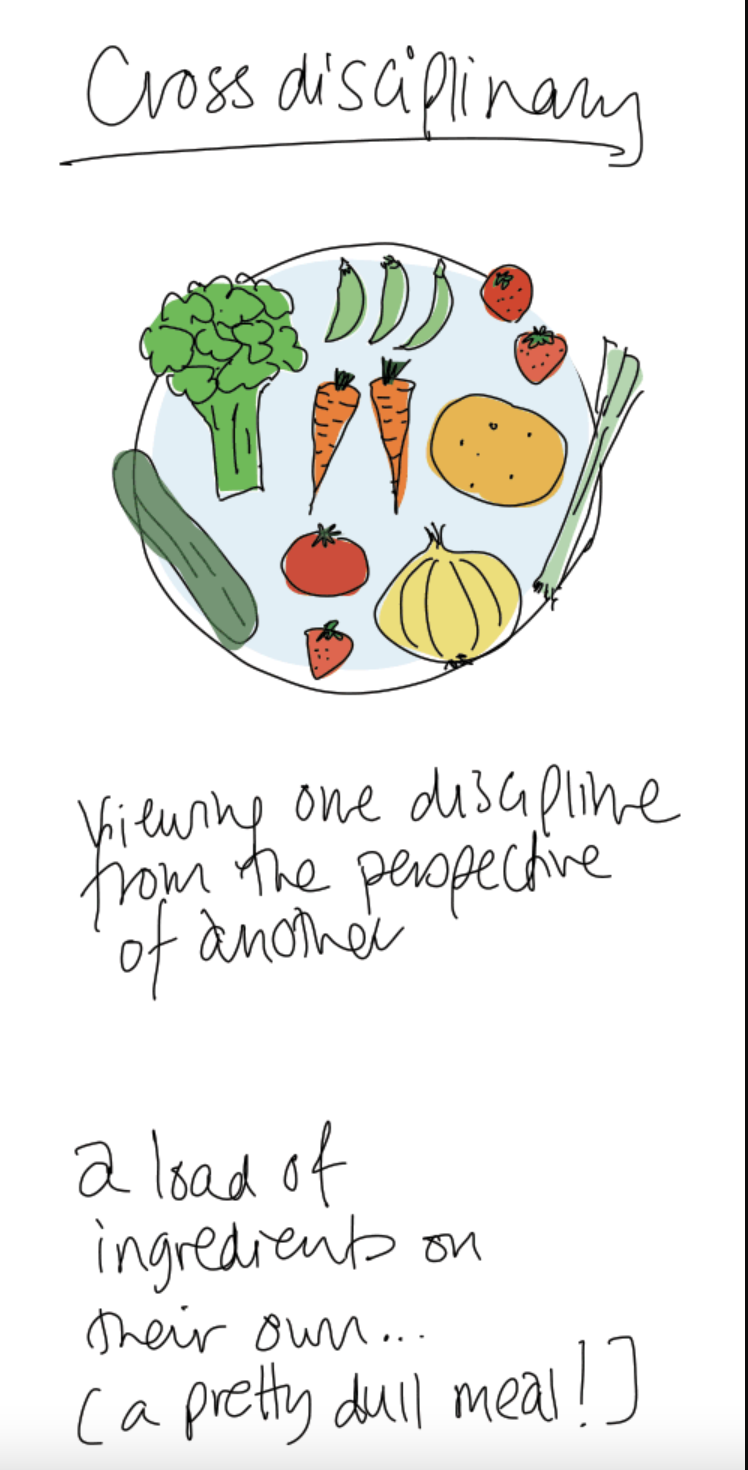 Cross disciplinary
Viewing one discipline
from the perspective
of another
a load of
ingredients on
their own...
(a pretty dull meal!]